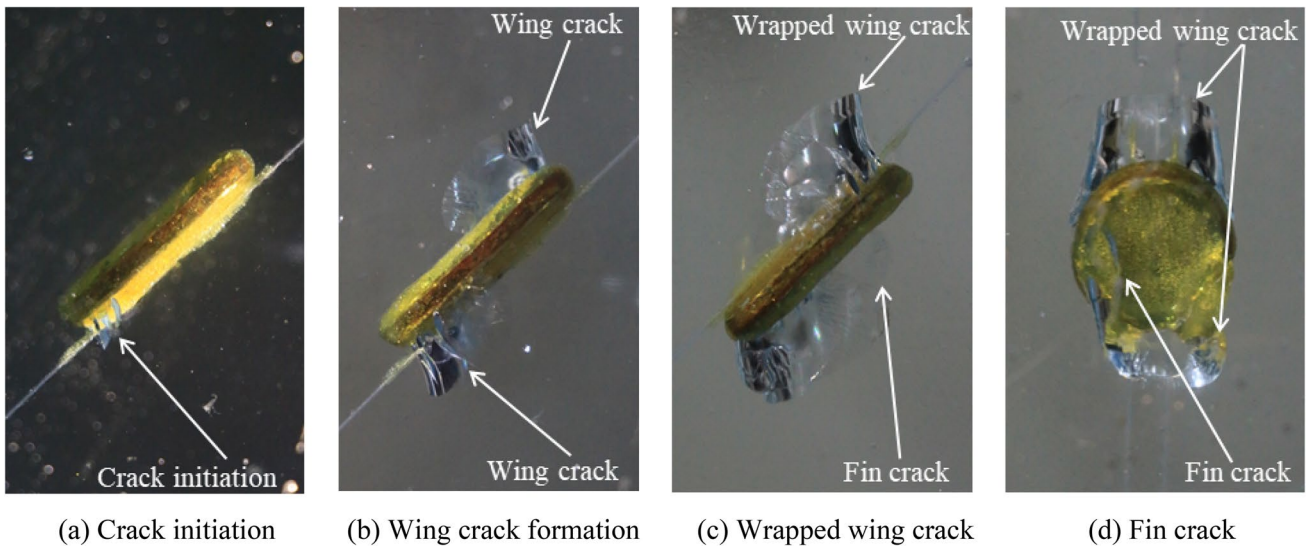 Wing crack
Wrapped wing crack
Wrapped wing crack
Crack initiation
Wing crack
Fin crack
Fin crack
(a) Crack initiation
(b) Wing crack formation
(c) Wrapped wing crack
(d) Fin crack